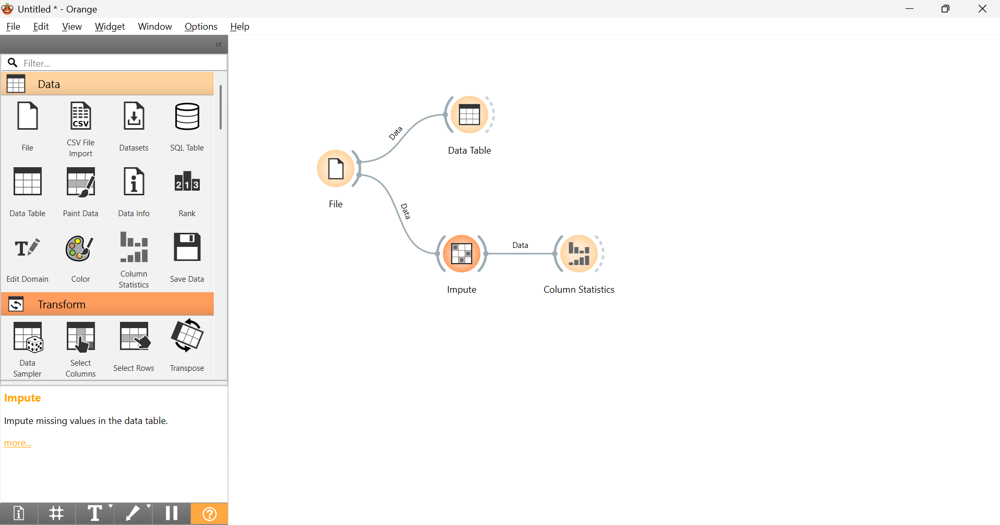 Untitled * - Orange
File Edit View Widget Window Options Help
«
Filter...
Data
File CSV File Import Datasets SQL Table
Data Table Paint Data Data Info Rank
Edit Domain Color Column Statistics Save Data
Transform
Data Sampler Select Columns Select Rows Transpose
Impute
Impute missing values in the data table.
more...
Data
Data Table
File
Data
Impute
Data
Column Statistics